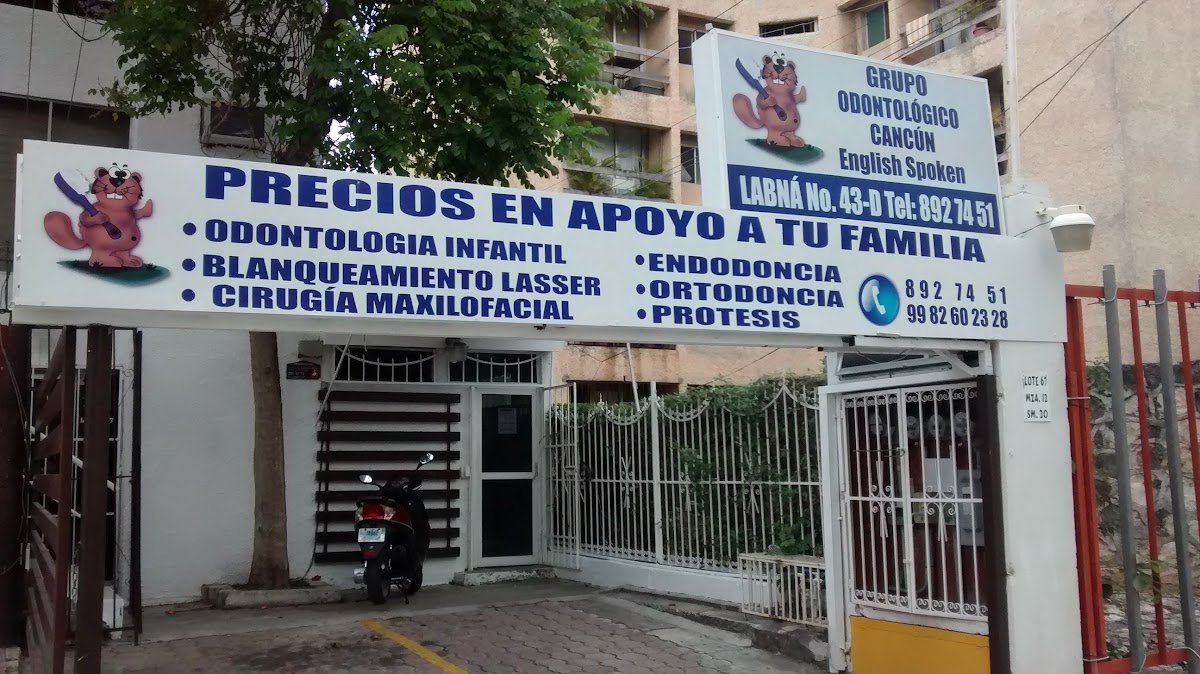 GRUPO
ODONTOLÓGICO
CANCÚN
English Spoken
LABNÁ No. 43-D Tel: 892 74 51
PRECIOS EN APOYO A TU FAMILIA
• ODONTOLOGIA INFANTIL
• BLANQUEAMIENTO LASSER
• CIRUGÍA MAXILOFACIAL
• ENDODONCIA
• ORTODONCIA
• PROTESIS
892 74 51
99 82 60 23 28
LOTE 67
MZA. 12
SM. 20